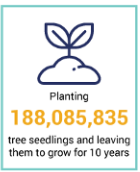 Planting
188,085,835
tree seedlings and leaving
them to grow for 10 years